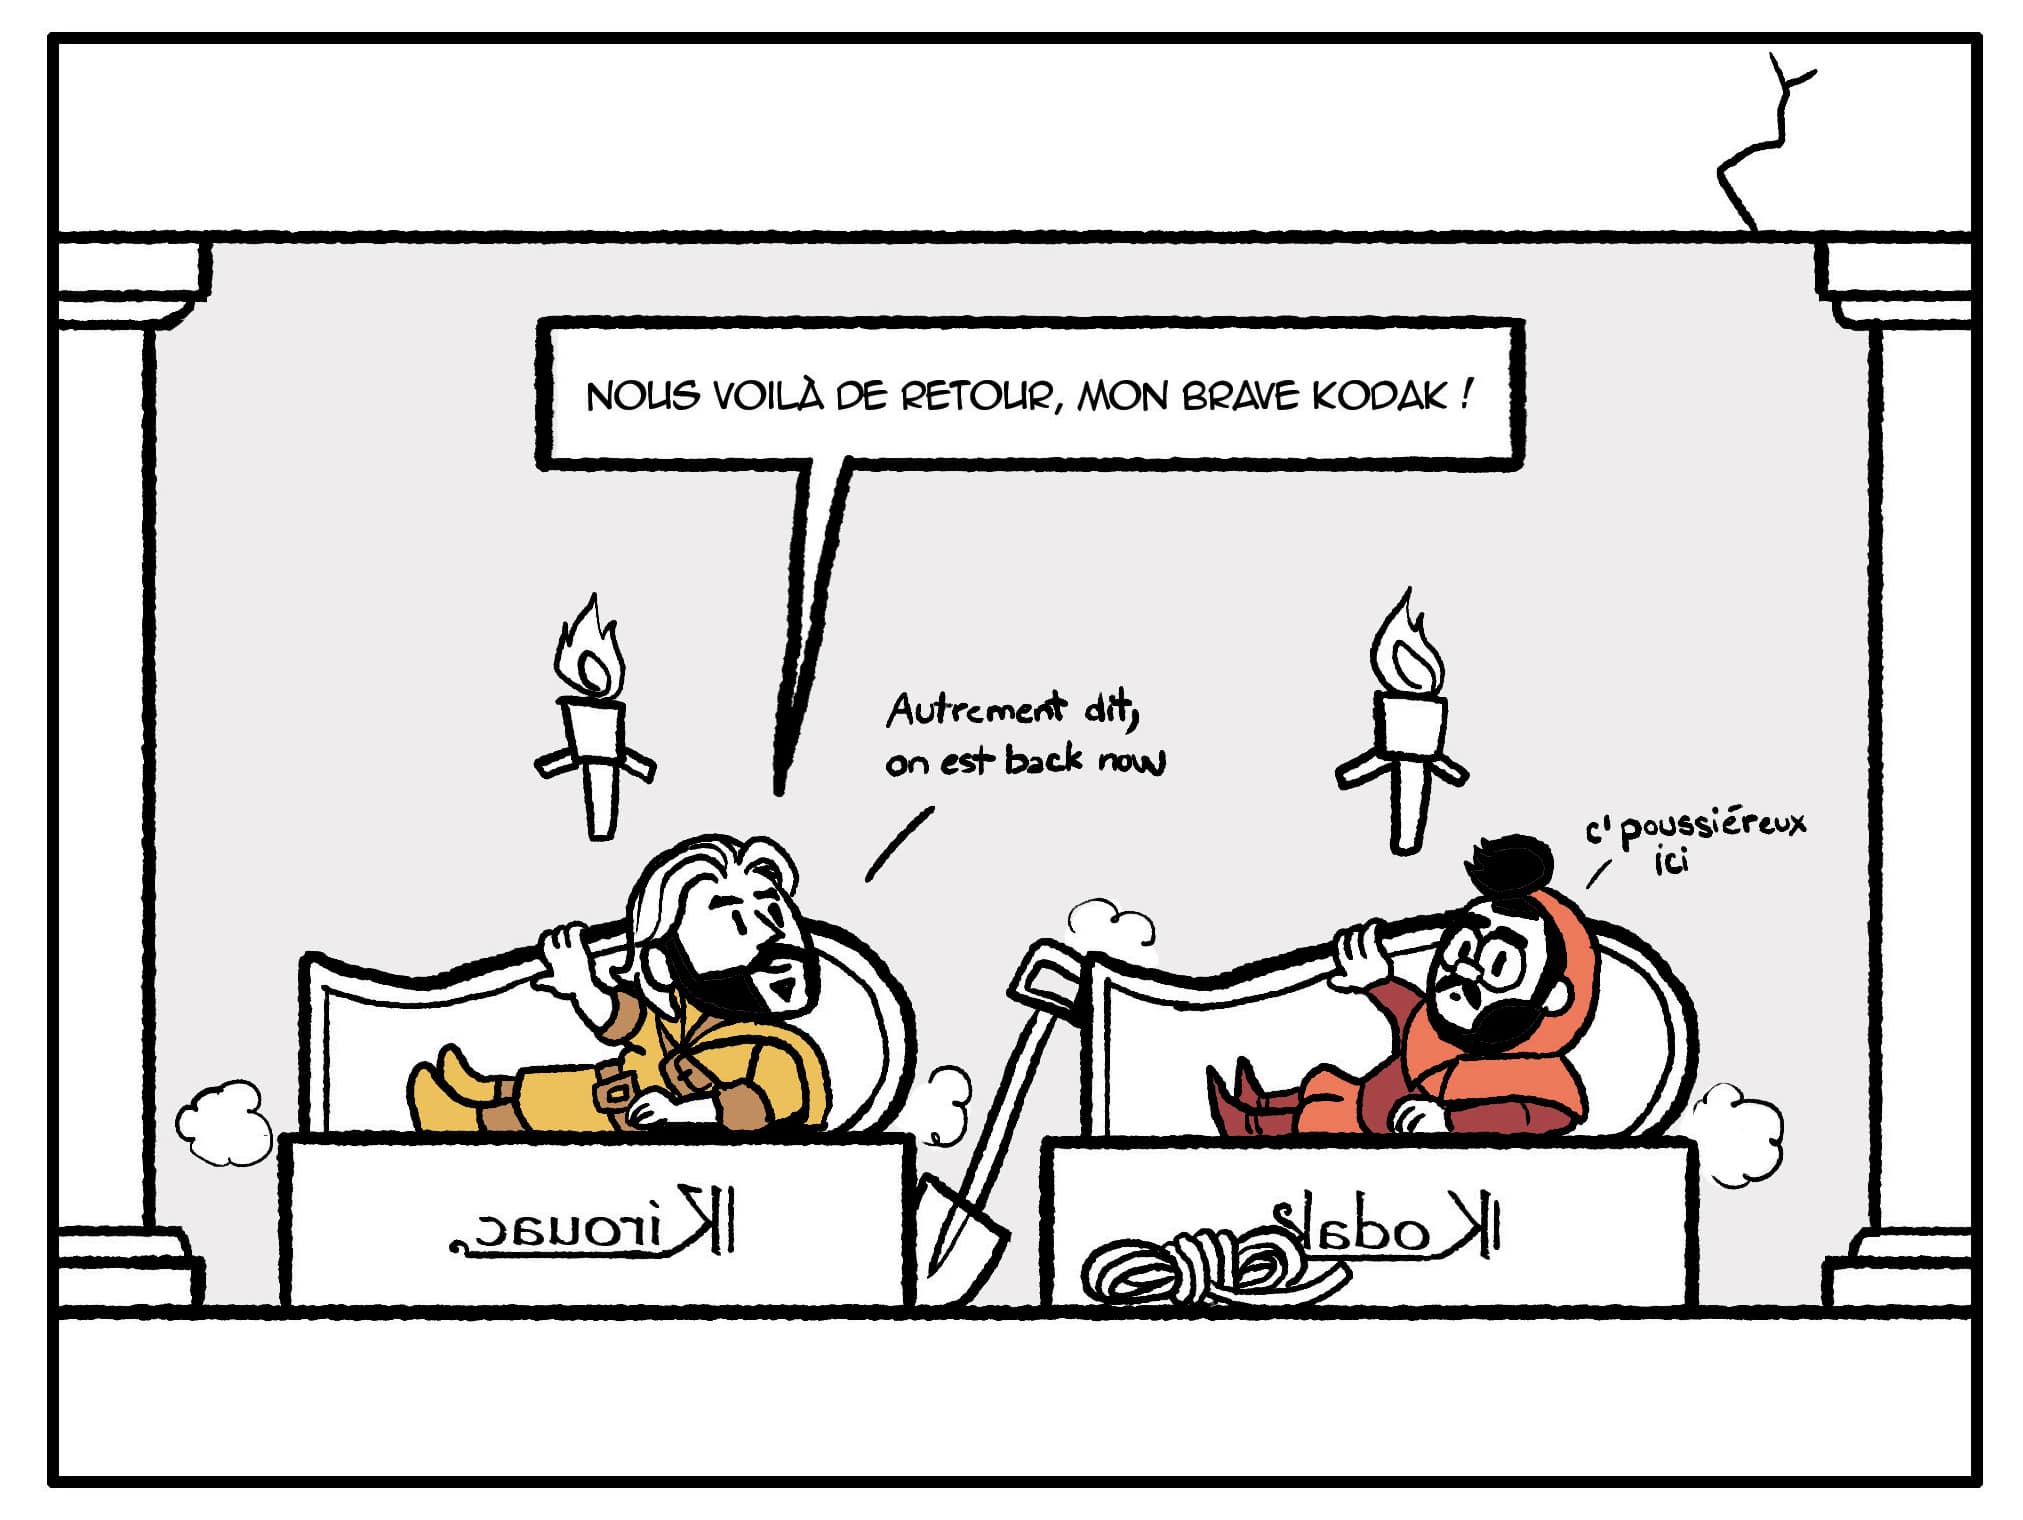 NOUS VOILÀ DE RETOUR, MON BRAVE KODAK !
Autrement dit,
on est back now
c' poussiéreux
ici
Kirouac
Kodak